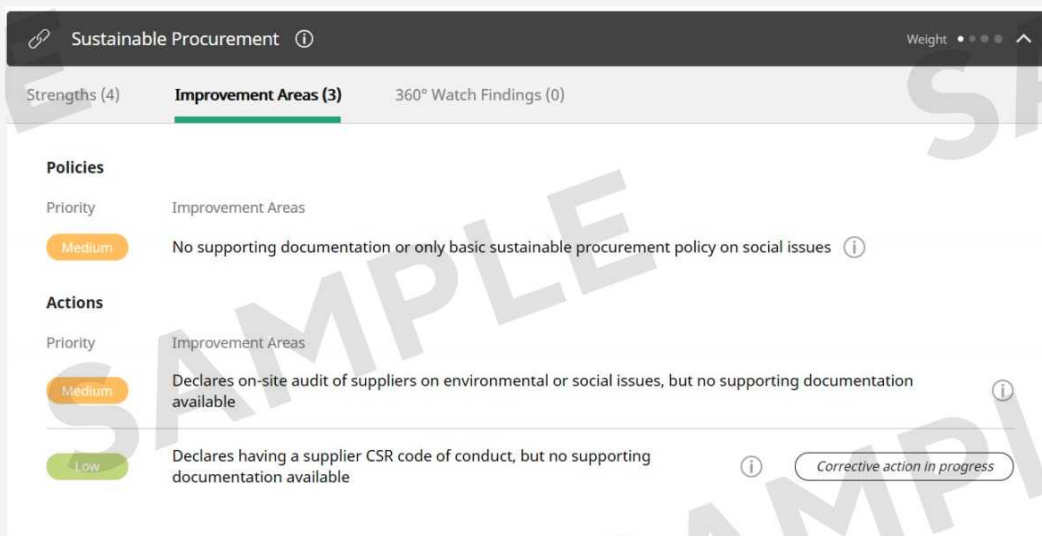 Sustainable Procurement
Weight
Strengths (4)
Improvement Areas (3)
360° Watch Findings (0)
Policies
Priority
Improvement Areas
Medium
No supporting documentation or only basic sustainable procurement policy on social issues
Actions
Priority
Improvement Areas
Medium
Declares on-site audit of suppliers on environmental or social issues, but no supporting documentation
available
Low
Declares having a supplier CSR code of conduct, but no supporting
documentation available
Corrective action in progress
SAMPLE